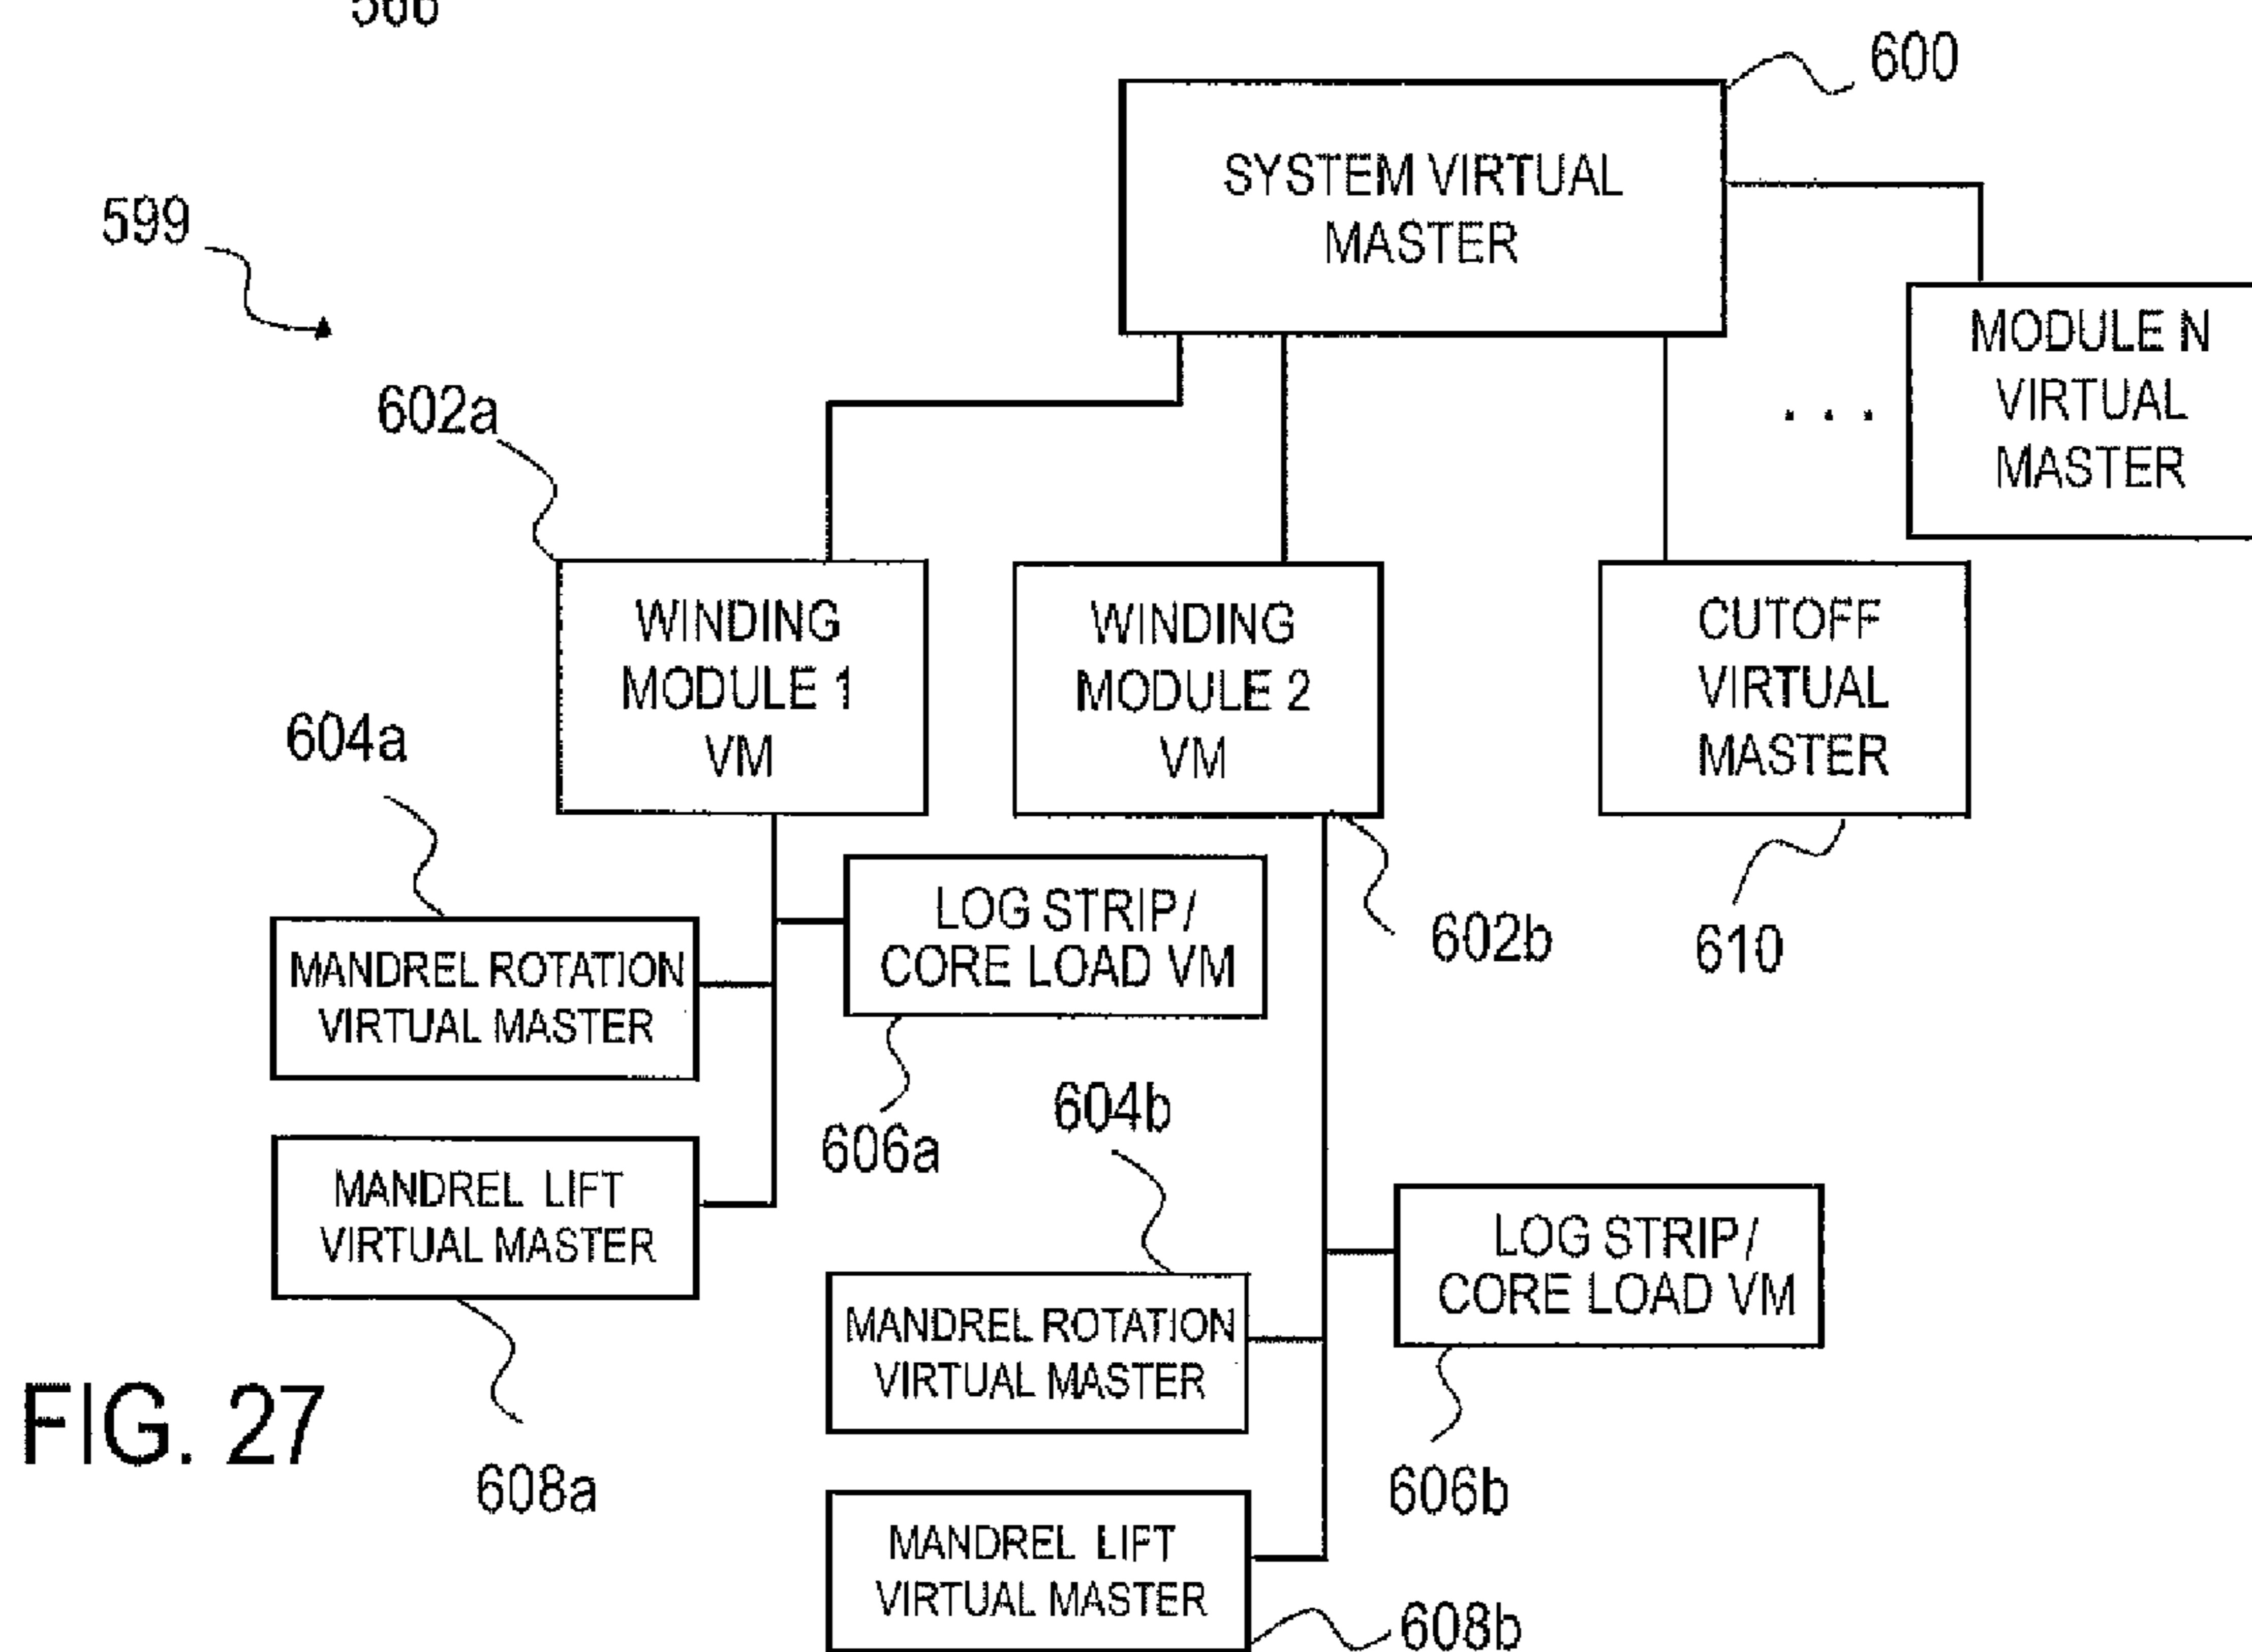 600
SYSTEM VIRTUAL
MASTER
599
MODULE N
VIRTUAL
MASTER
. . .
602a
WINDING
MODULE 1
VM
WINDING
MODULE 2
VM
CUTOFF
VIRTUAL
MASTER
604a
LOG STRIP/
CORE LOAD VM
602b
610
MANDREL ROTATION
VIRTUAL MASTER
604b
606a
MANDREL LIFT
VIRTUAL MASTER
LOG STRIP/
CORE LOAD VM
MANDREL ROTATION
VIRTUAL MASTER
FIG. 27
608a
606b
MANDREL LIFT
VIRTUAL MASTER
608b